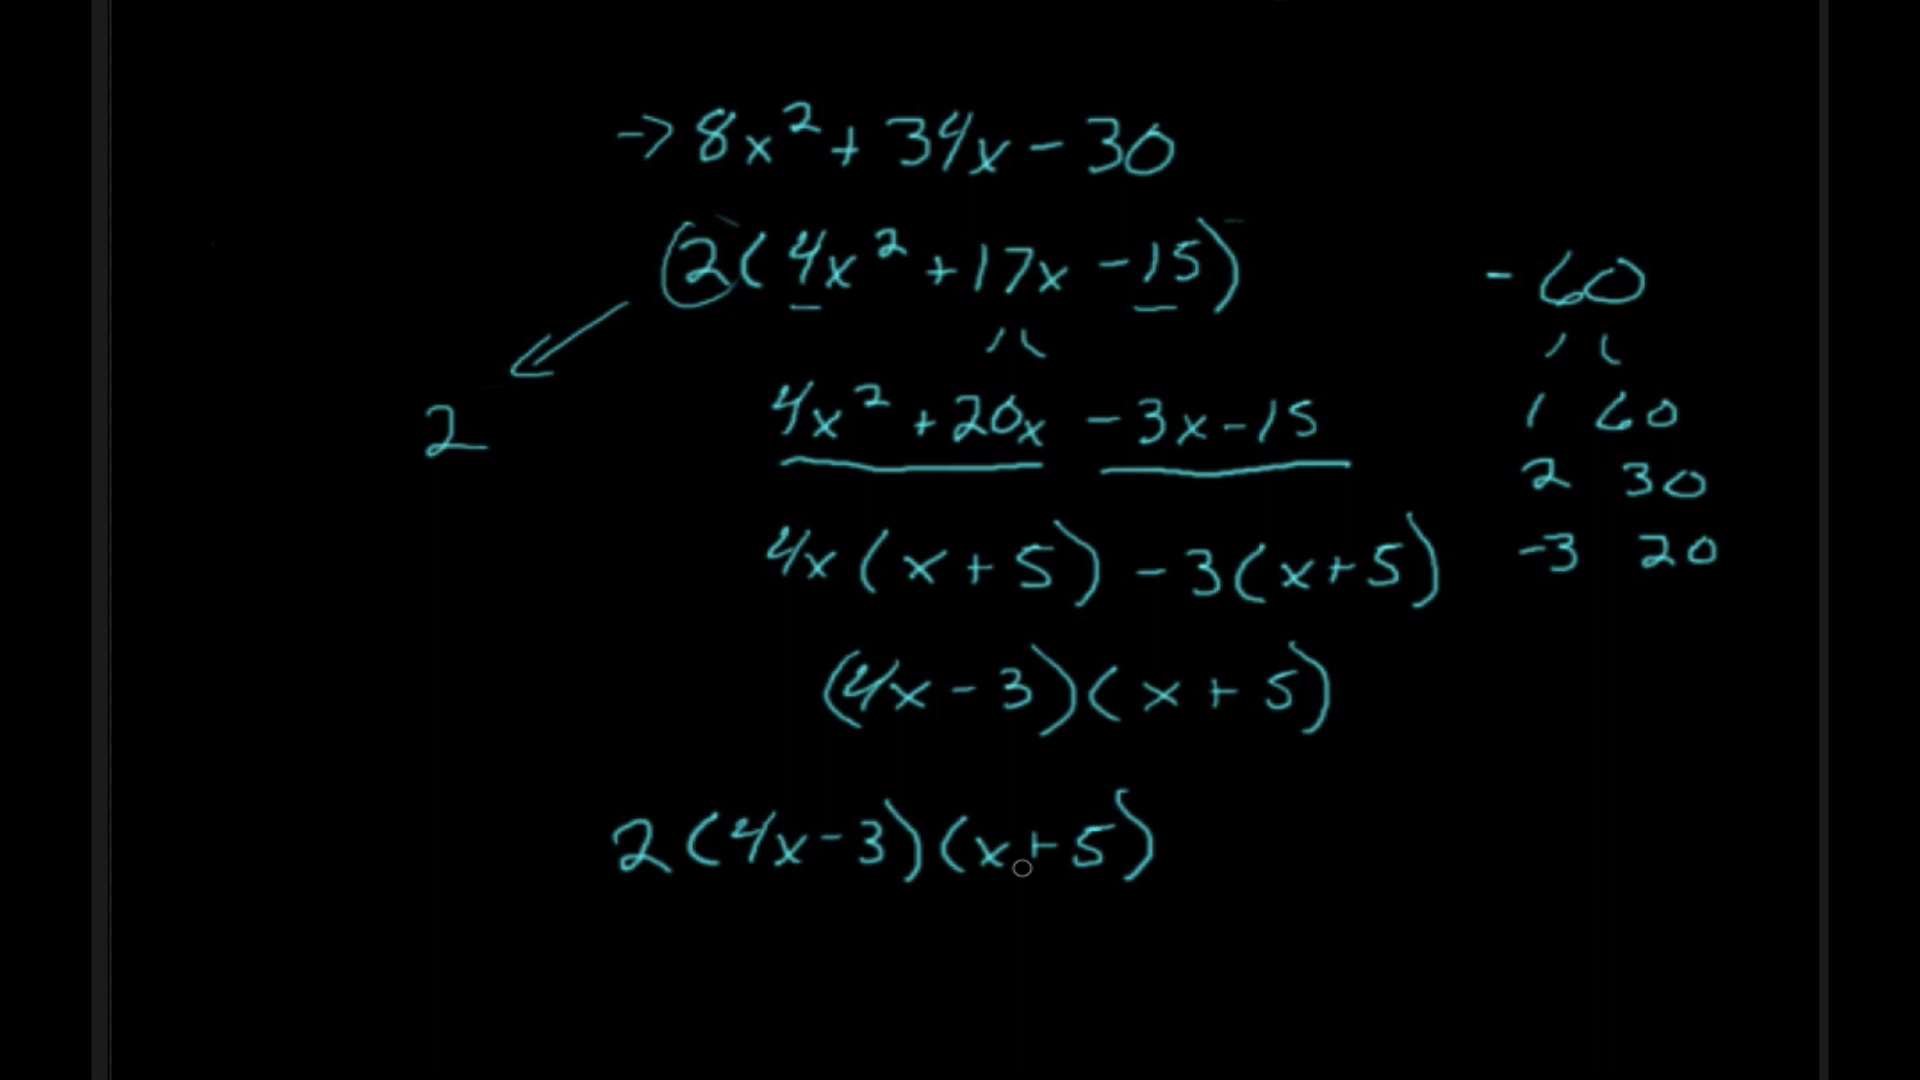 → 8x² + 34x - 30
2(4x² + 17x - 15)
- 60
2
4x² + 20x - 3x - 15
1 60
2 30
4x(x + 5) - 3(x + 5)
-3 20
(4x - 3)(x + 5)
2(4x - 3)(x + 5)